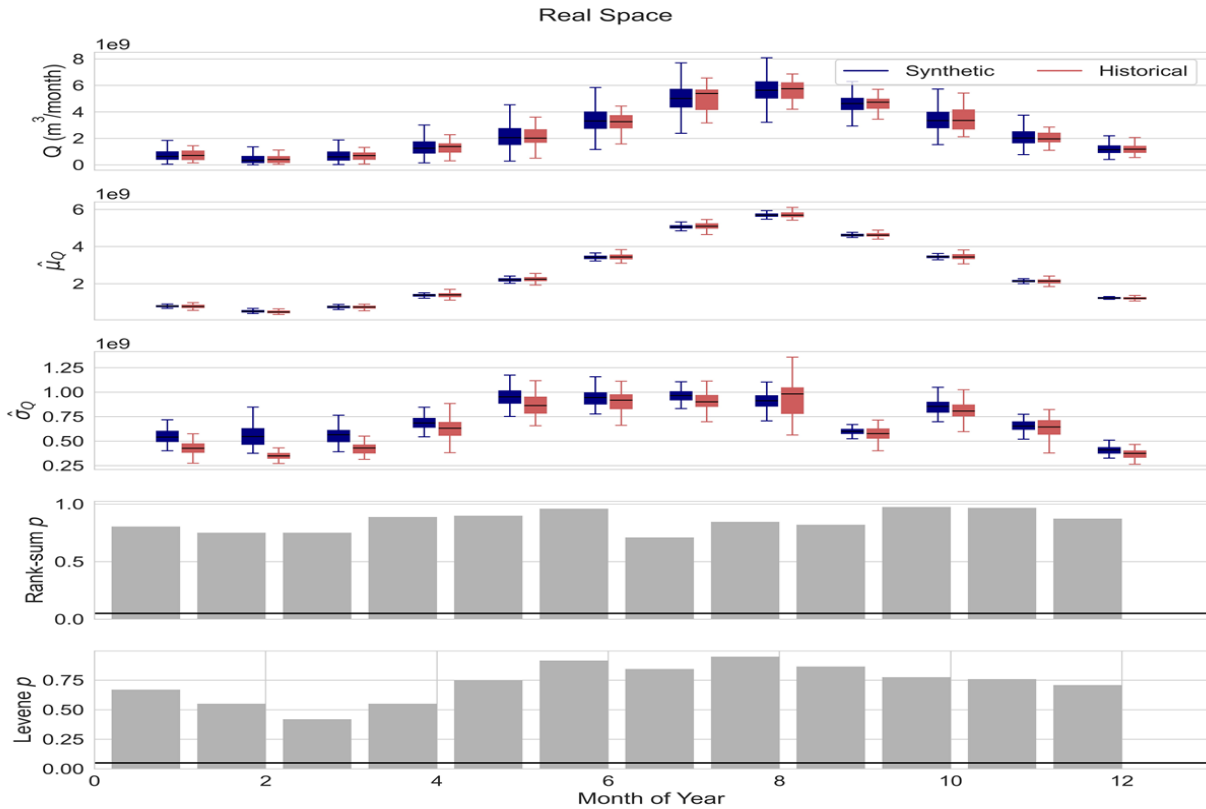 Real Space
1e9
Q (m³/month)
8
6
4
2
0
Synthetic
Historical
1e9
μ̂_Q
6
4
2
1e9
σ̂_Q
1.25
1.00
0.75
0.50
0.25
Rank-sum p
1.0
0.5
0.0
Levene p
0.75
0.50
0.25
0.00
0 2 4 6 8 10 12
Month of Year